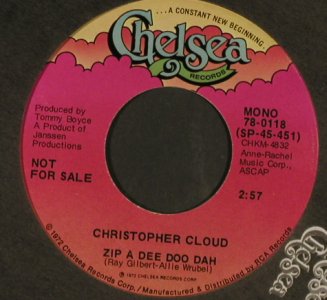 ...A CONSTANT NEW BEGINNING...
Chelsea
RECORDS
Produced by
Tommy Boyce
A Product of
Janssen
Productions
NOT
FOR SALE
MONO
78-0118
(SP-45-451)
CHKM-4832
Anne-Rachel
Music Corp.,
ASCAP
2:57
CHRISTOPHER CLOUD
ZIP A DEE DOO DAH
(Ray Gilbert-Allie Wrubel)
℗ 1972 CHELSEA RECORDS CORP.
© 1972 Chelsea Records Corp./Manufactured & Distributed by RCA Records
Chelsea
RECORDS